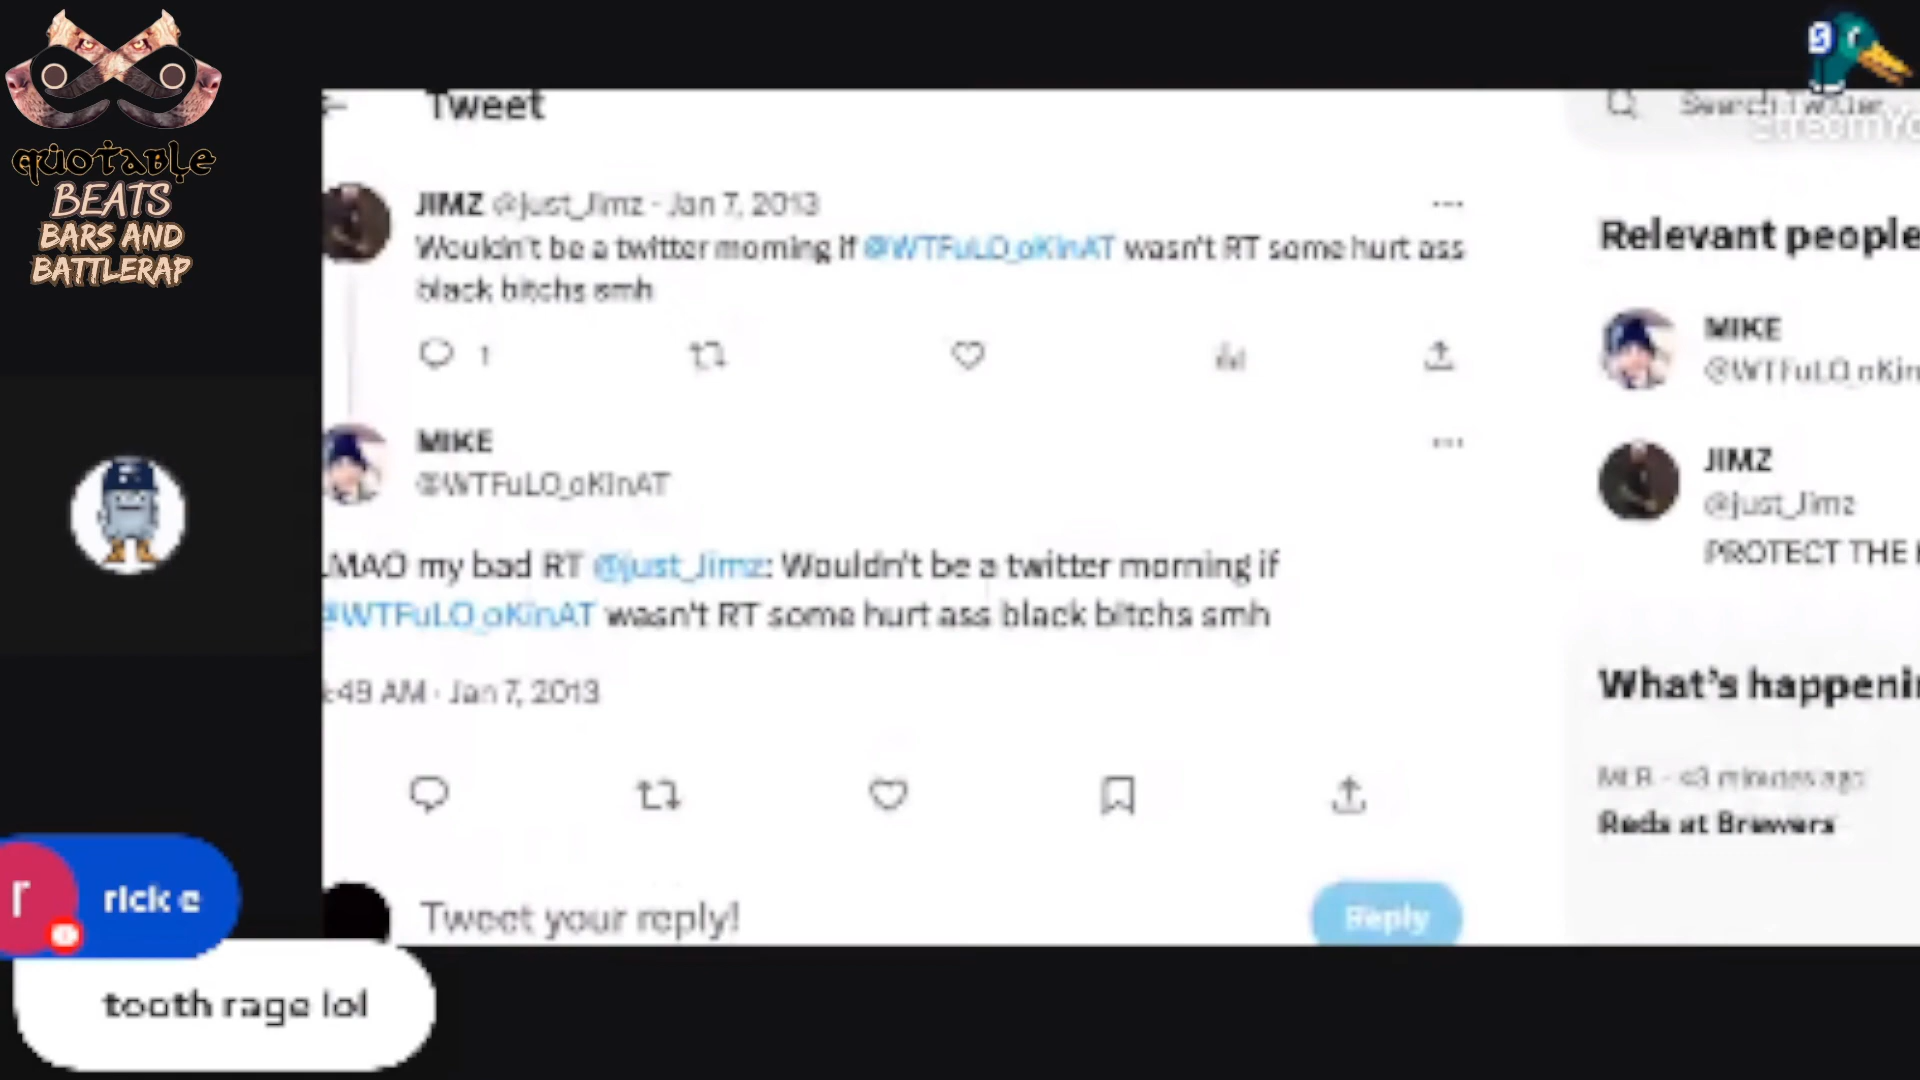 QUOTABLE
BEATS
BARS AND
BATTLERAP
Tweet
JIMZ @just_Jimz · Jan 7, 2013
Wouldn't be a twitter morning if @WTFuLO_oKinAT wasn't RT some hurt ass
black bitchs smh
1
MIKE
@WTFuLO_oKinAT
LMAO my bad RT @just_Jimz: Wouldn't be a twitter morning if
@WTFuLO_oKinAT wasn't RT some hurt ass black bitchs smh
:49 AM · Jan 7, 2013
Tweet your reply!
Reply
Search Twitter
Relevant people
MIKE
@WTFuLO_oKin
JIMZ
@just_Jimz
PROTECT THE
What's happenin
MLB · <3 minutes ago
Reds at Brewers
r
rick e
tooth rage lol